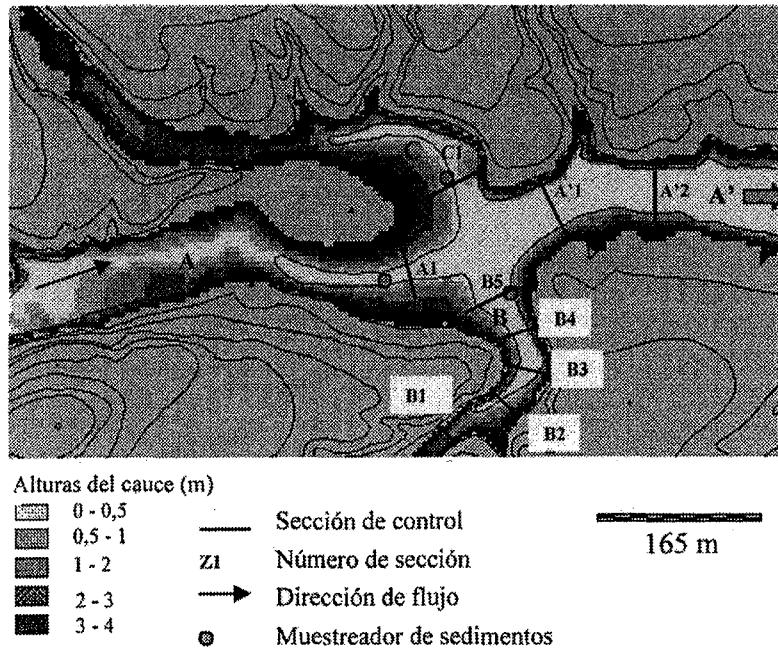 C
C1
A'1
A'2
A'
A
A1
B5
B
B4
B3
B1
B2
Alturas del cauce (m)
0 - 0,5
0,5 - 1
1 - 2
2 - 3
3 - 4
Sección de control
Z1 Número de sección
Dirección de flujo
Muestreador de sedimentos
165 m